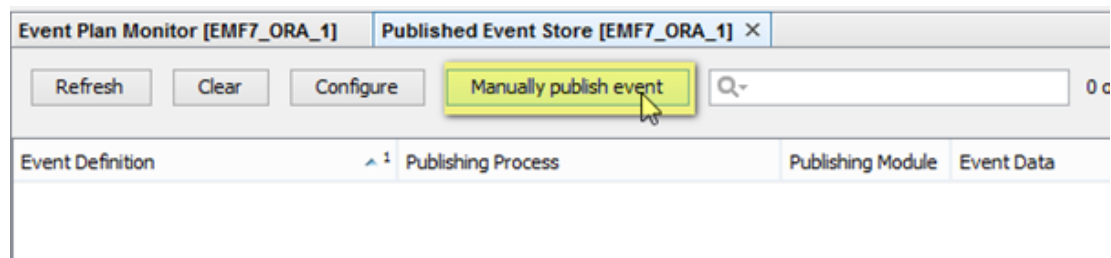 Event Plan Monitor [EMF7_ORA_1] Published Event Store [EMF7_ORA_1] ×
Refresh Clear Configure Manually publish event 0 o
Event Definition 1 Publishing Process Publishing Module Event Data